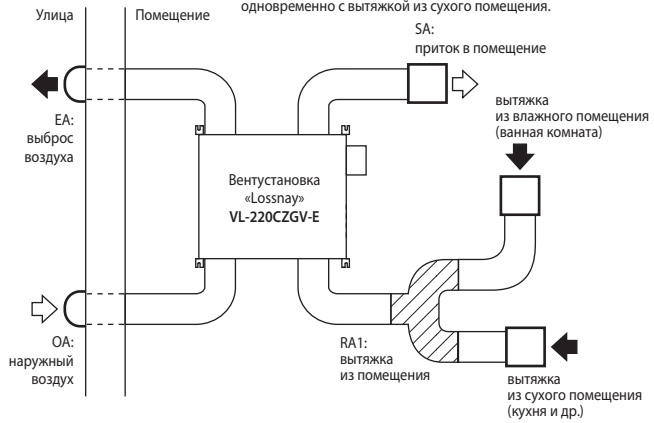 одновременно с вытяжкой из сухого помещения.
Улица
Помещение
SA:
приток в помещение
EA:
выброс
воздуха
вытяжка
из влажного помещения
(ванная комната)
Вентустановка
«Lossnay»
VL-220CZGV-E
OA:
наружный
воздух
RA1:
вытяжка
из помещения
вытяжка
из сухого помещения
(кухня и др.)